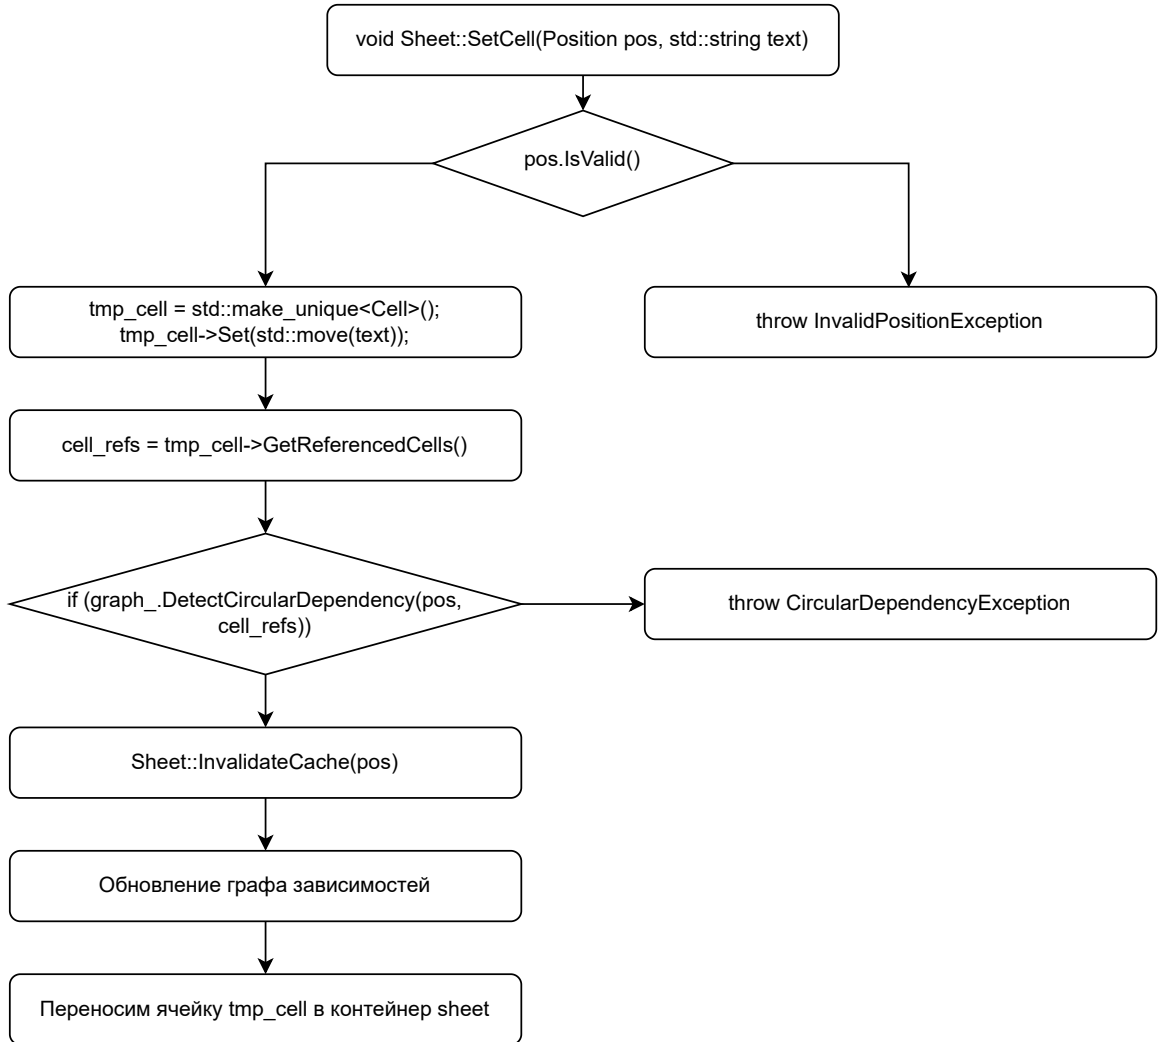 void Sheet::SetCell(Position pos, std::string text)
pos.IsValid()
tmp_cell = std::make_unique<Cell>();
tmp_cell->Set(std::move(text));
throw InvalidPositionException
cell_refs = tmp_cell->GetReferencedCells()
if (graph_.DetectCircularDependency(pos,
cell_refs))
throw CircularDependencyException
Sheet::InvalidateCache(pos)
Обновление графа зависимостей
Переносим ячейку tmp_cell в контейнер sheet